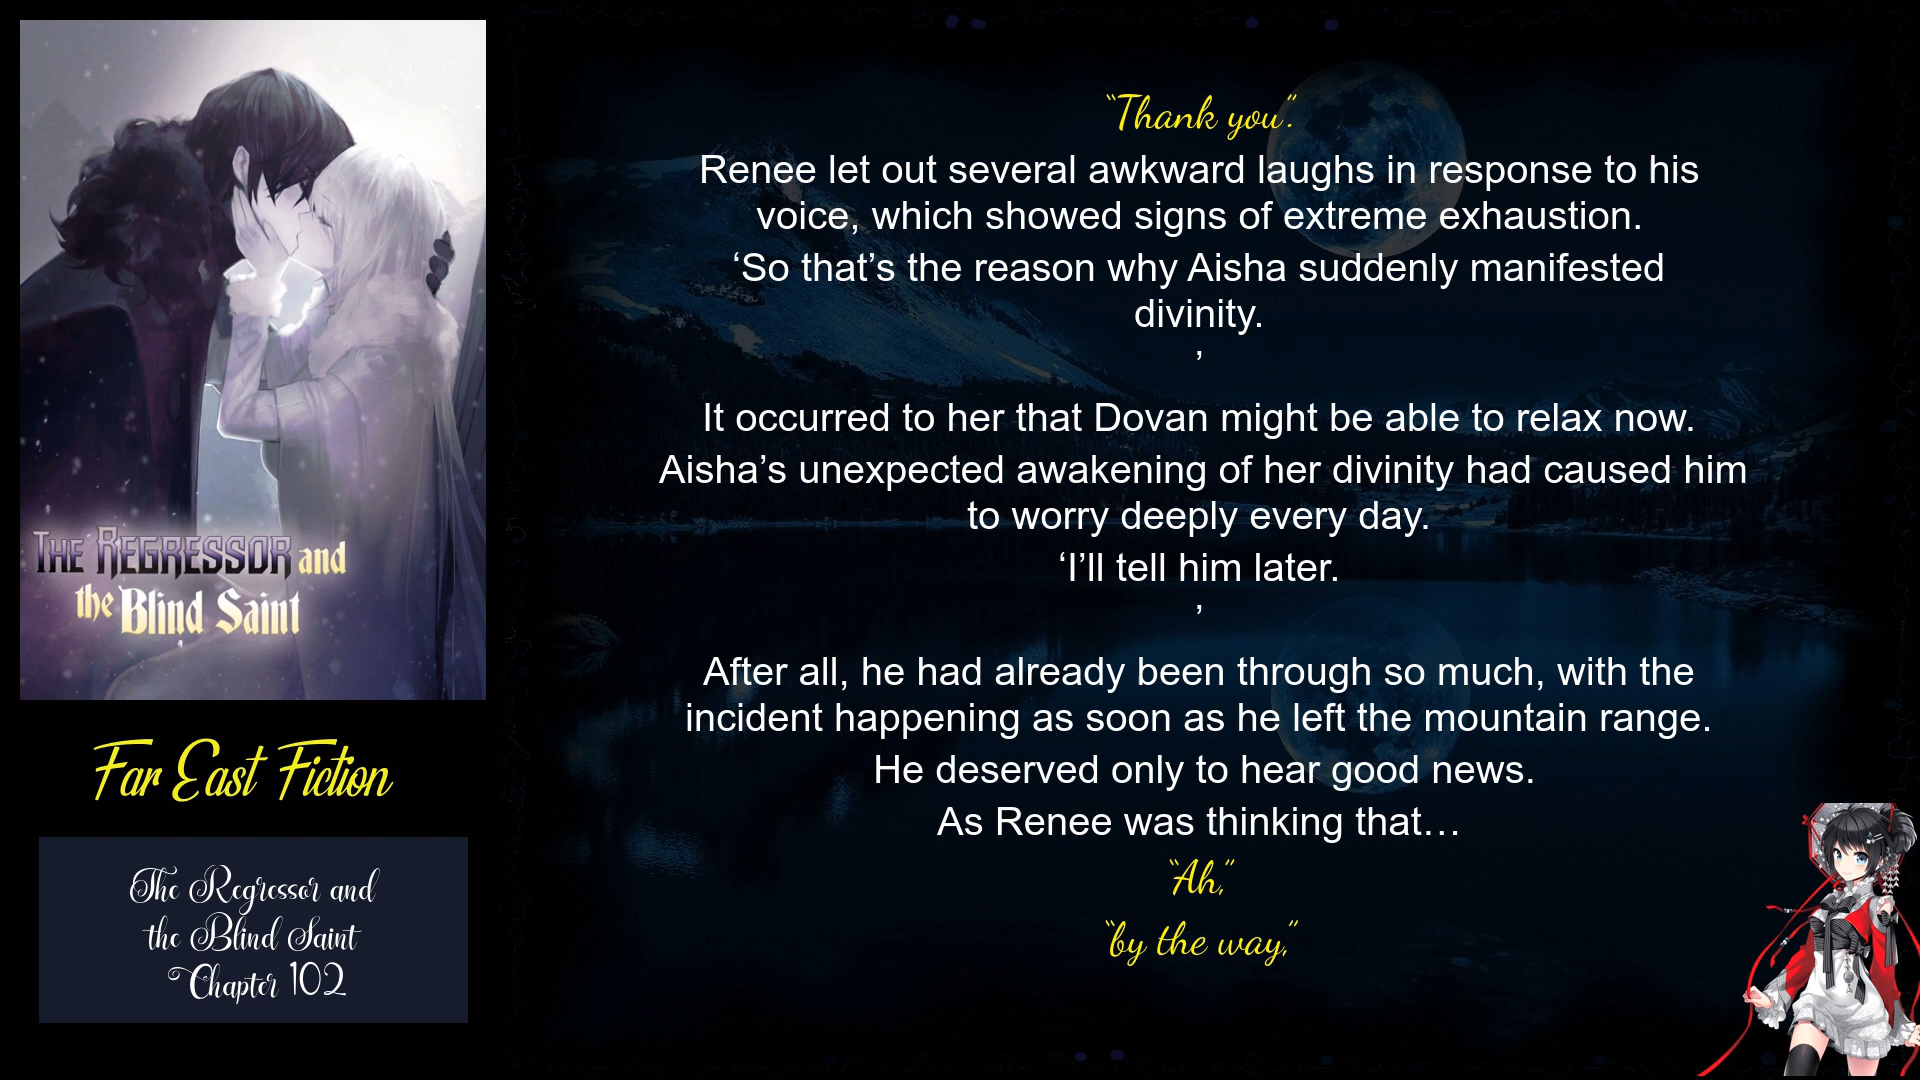 THE REGRESSOR and
the Blind Saint
Far East Fiction
The Regressor and
the Blind Saint
Chapter 102
“Thank you”.
Renee let out several awkward laughs in response to his
voice, which showed signs of extreme exhaustion.
‘So that’s the reason why Aisha suddenly manifested
divinity.
’
It occurred to her that Dovan might be able to relax now.
Aisha’s unexpected awakening of her divinity had caused him
to worry deeply every day.
‘I’ll tell him later.
’
After all, he had already been through so much, with the
incident happening as soon as he left the mountain range.
He deserved only to hear good news.
As Renee was thinking that…
“Ah,”
“by the way,”